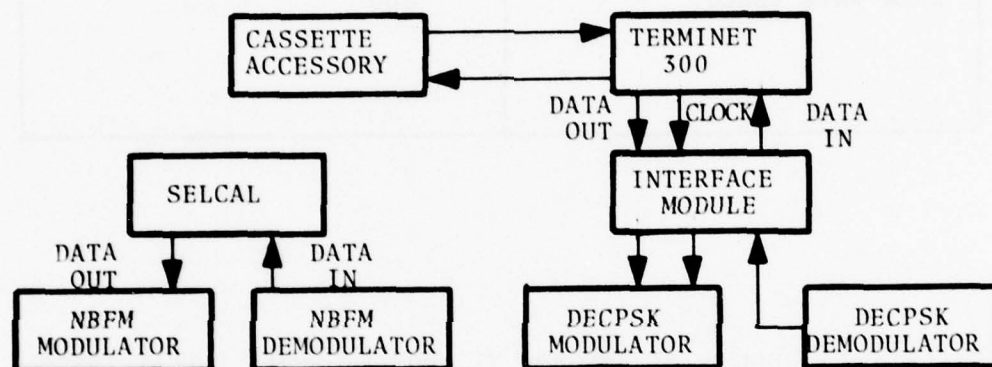 CASSETTE
ACCESSORY
TERMINET
300
DATA
OUT
CLOCK
DATA
IN
INTERFACE
MODULE
SELCAL
DATA
OUT
DATA
IN
NBFM
MODULATOR
NBFM
DEMODULATOR
DECPSK
MODULATOR
DECPSK
DEMODULATOR